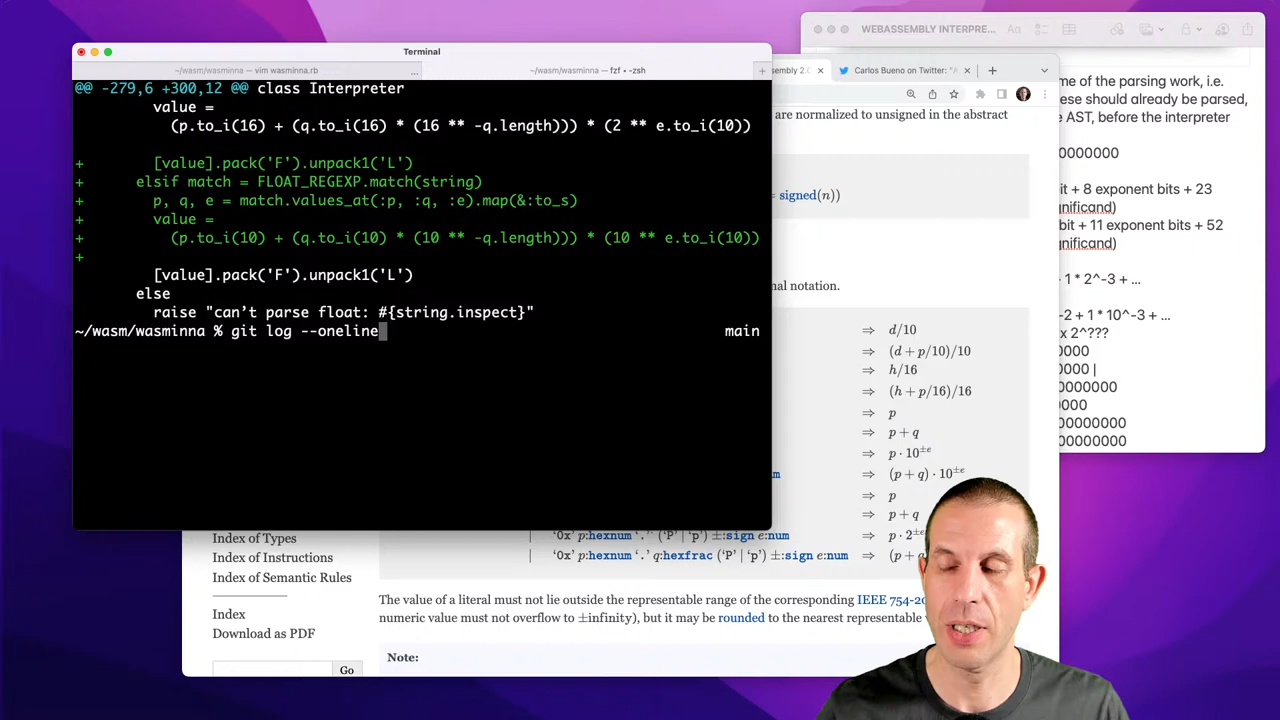 Terminal
~/wasm/wasminna — vim wasminna.rb
...
~/wasm/wasminna — fzf • -zsh
+
@@ -279,6 +300,12 @@ class Interpreter
value =
(p.to_i(16) + (q.to_i(16) * (16 ** -q.length))) * (2 ** e.to_i(10))
+ [value].pack('F').unpack1('L')
+ elsif match = FLOAT_REGEXP.match(string)
+ p, q, e = match.values_at(:p, :q, :e).map(&:to_s)
+ value =
+ (p.to_i(10) + (q.to_i(10) * (10 ** -q.length))) * (10 ** e.to_i(10))
+
[value].pack('F').unpack1('L')
else
raise "can’t parse float: #{string.inspect}"
~/wasm/wasminna % git log --oneline main
WEBASSEMBLY INTERPRE...
Aa
me of the parsing work, i.e.
ese should already be parsed,
e AST, before the interpreter
0000000
bit + 8 exponent bits + 23
gnificand)
bit + 11 exponent bits + 52
gnificand)
1 * 2^-3 + ...
-2 + 1 * 10^-3 + ...
x 2^???
0000
0000 |
00000000
0000
00000000
00000000
sembly 2.0
Carlos Bueno on Twitter: "A
are normalized to unsigned in the abstract
= signed(n))
nal notation.
⇒ d/10
⇒ (d + p/10)/10
⇒ h/16
⇒ (h + p/16)/16
⇒ p
⇒ p + q
⇒ p · 10^±e
m ⇒ (p + q) · 10^±e
⇒ p
⇒ p + q
| ‘0x’ p:hexnum ‘.’? (‘P’ | ‘p’) ±:sign e:num ⇒ p · 2^±e
| ‘0x’ p:hexnum ‘.’ q:hexfrac (‘P’ | ‘p’) ±:sign e:num ⇒ (p + q
The value of a literal must not lie outside the representable range of the corresponding IEEE 754-20
numeric value must not overflow to ±infinity), but it may be rounded to the nearest representable
Note:
Index of Types
Index of Instructions
Index of Semantic Rules
Index
Download as PDF
Go